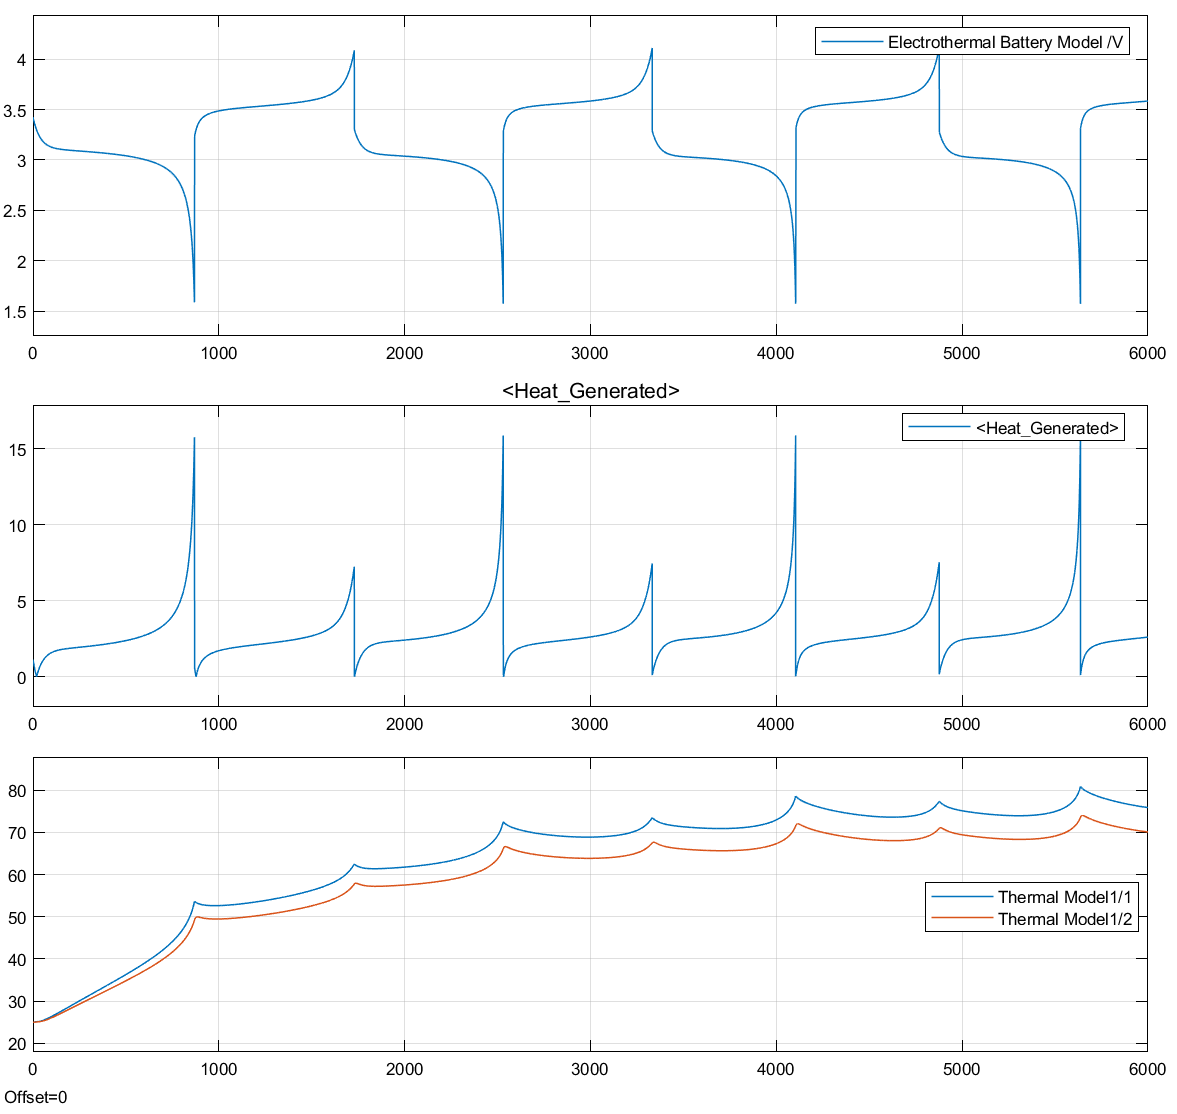 Electrothermal Battery Model /V
4
3.5
3
2.5
2
1.5
0 1000 2000 3000 4000 5000 6000
<Heat_Generated>
<Heat_Generated>
15
10
5
0
0 1000 2000 3000 4000 5000 6000
80
70
60
50
40
30
20
Thermal Model1/1
Thermal Model1/2
0 1000 2000 3000 4000 5000 6000
Offset=0